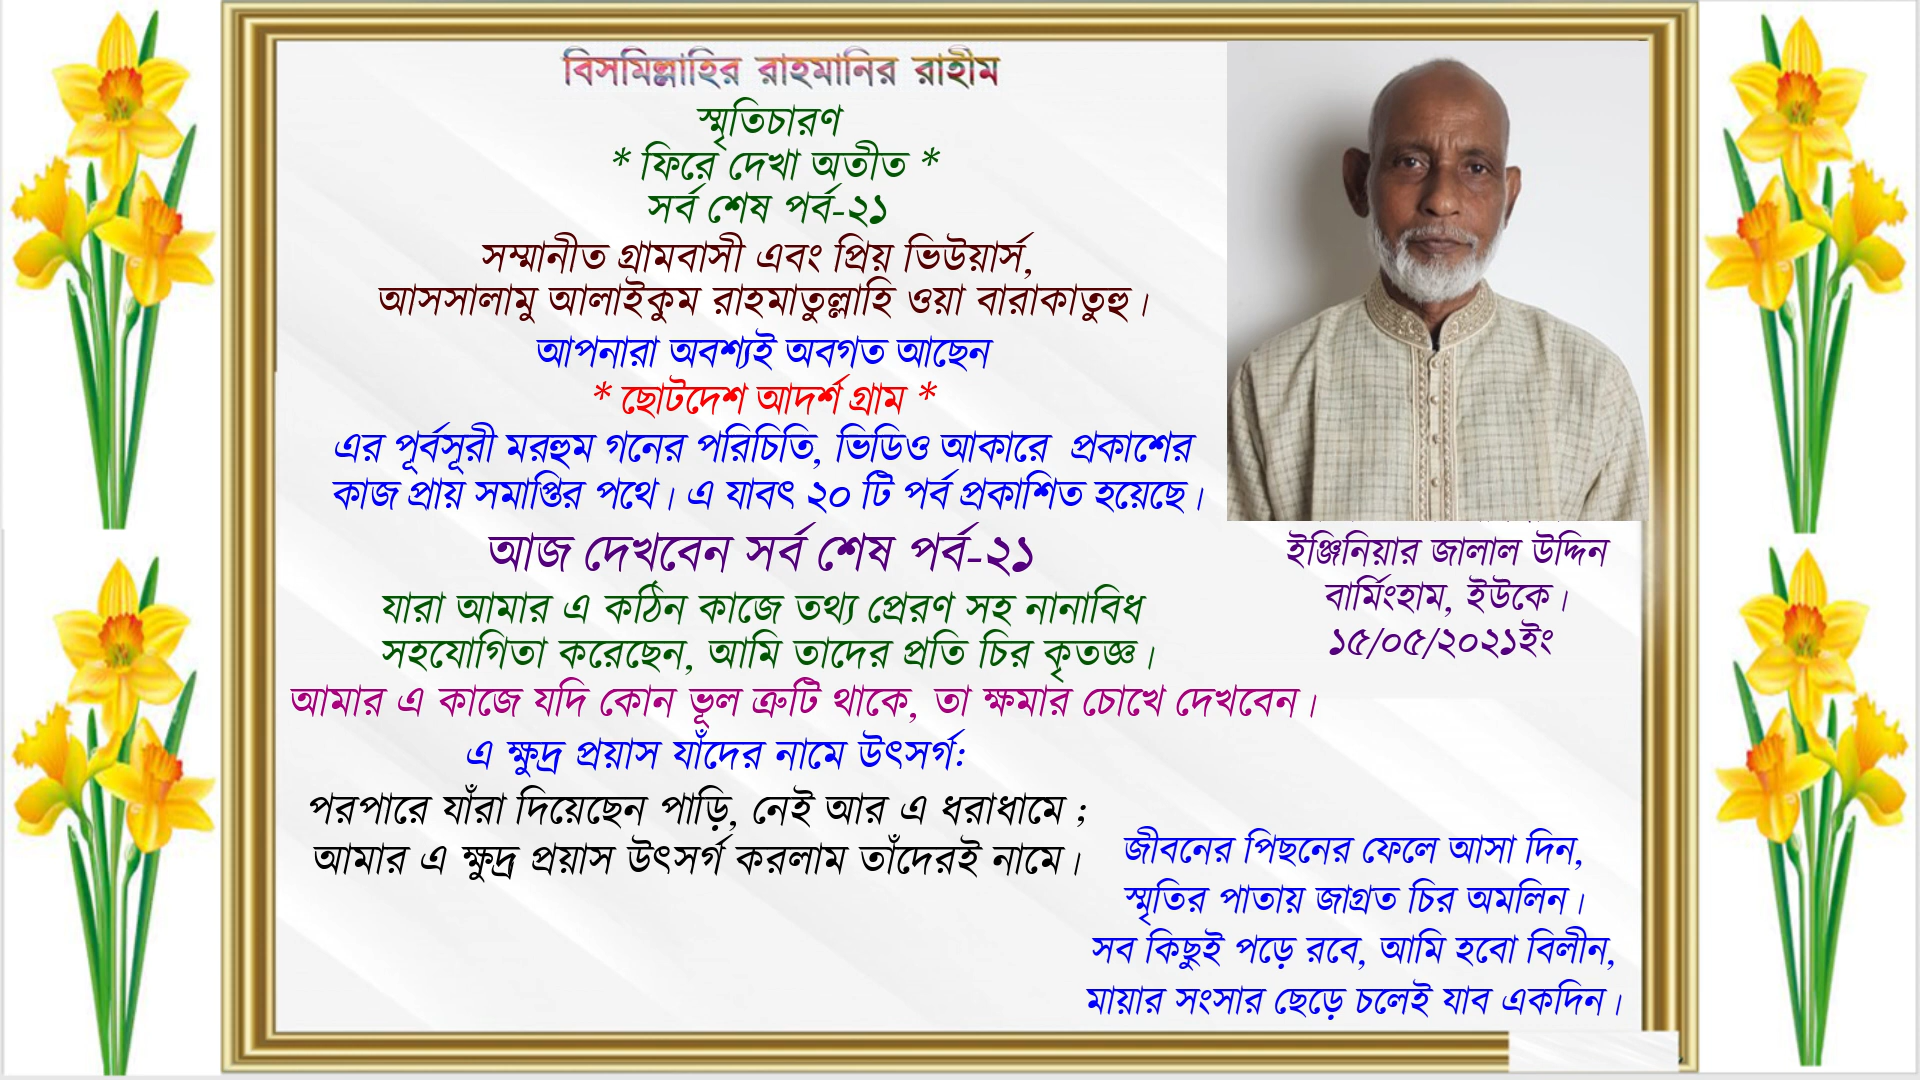 বিসমিল্লাহির রাহমানির রাহীম
স্মৃতিচারণ
* ফিরে দেখা অতীত *
সর্ব শেষ পর্ব-২১
সম্মানীত গ্রামবাসী এবং প্রিয় ভিউয়ার্স,
আসসালামু আলাইকুম রাহমাতুল্লাহি ওয়া বারাকাতুহু।
আপনারা অবশ্যই অবগত আছেন
* ছোটদেশ আদর্শ গ্রাম *
এর পূর্বসূরী মরহুম গনের পরিচিতি, ভিডিও আকারে প্রকাশের
কাজ প্রায় সমাপ্তির পথে। এ যাবৎ ২০ টি পর্ব প্রকাশিত হয়েছে।
আজ দেখবেন সর্ব শেষ পর্ব-২১
যারা আমার এ কঠিন কাজে তথ্য প্রেরণ সহ নানাবিধ
সহযোগিতা করেছেন, আমি তাদের প্রতি চির কৃতজ্ঞ।
আমার এ কাজে যদি কোন ভূল ত্রুটি থাকে, তা ক্ষমার চোখে দেখবেন।
এ ক্ষুদ্র প্রয়াস যাঁদের নামে উৎসর্গ:
পরপারে যাঁরা দিয়েছেন পাড়ি, নেই আর এ ধরাধামে ;
আমার এ ক্ষুদ্র প্রয়াস উৎসর্গ করলাম তাঁদেরই নামে।
ইঞ্জিনিয়ার জালাল উদ্দিন
বার্মিংহাম, ইউকে।
১৫/০৫/২০২১ইং
জীবনের পিছনের ফেলে আসা দিন,
স্মৃতির পাতায় জাগ্রত চির অমলিন।
সব কিছুই পড়ে রবে, আমি হবো বিলীন,
মায়ার সংসার ছেড়ে চলেই যাব একদিন।